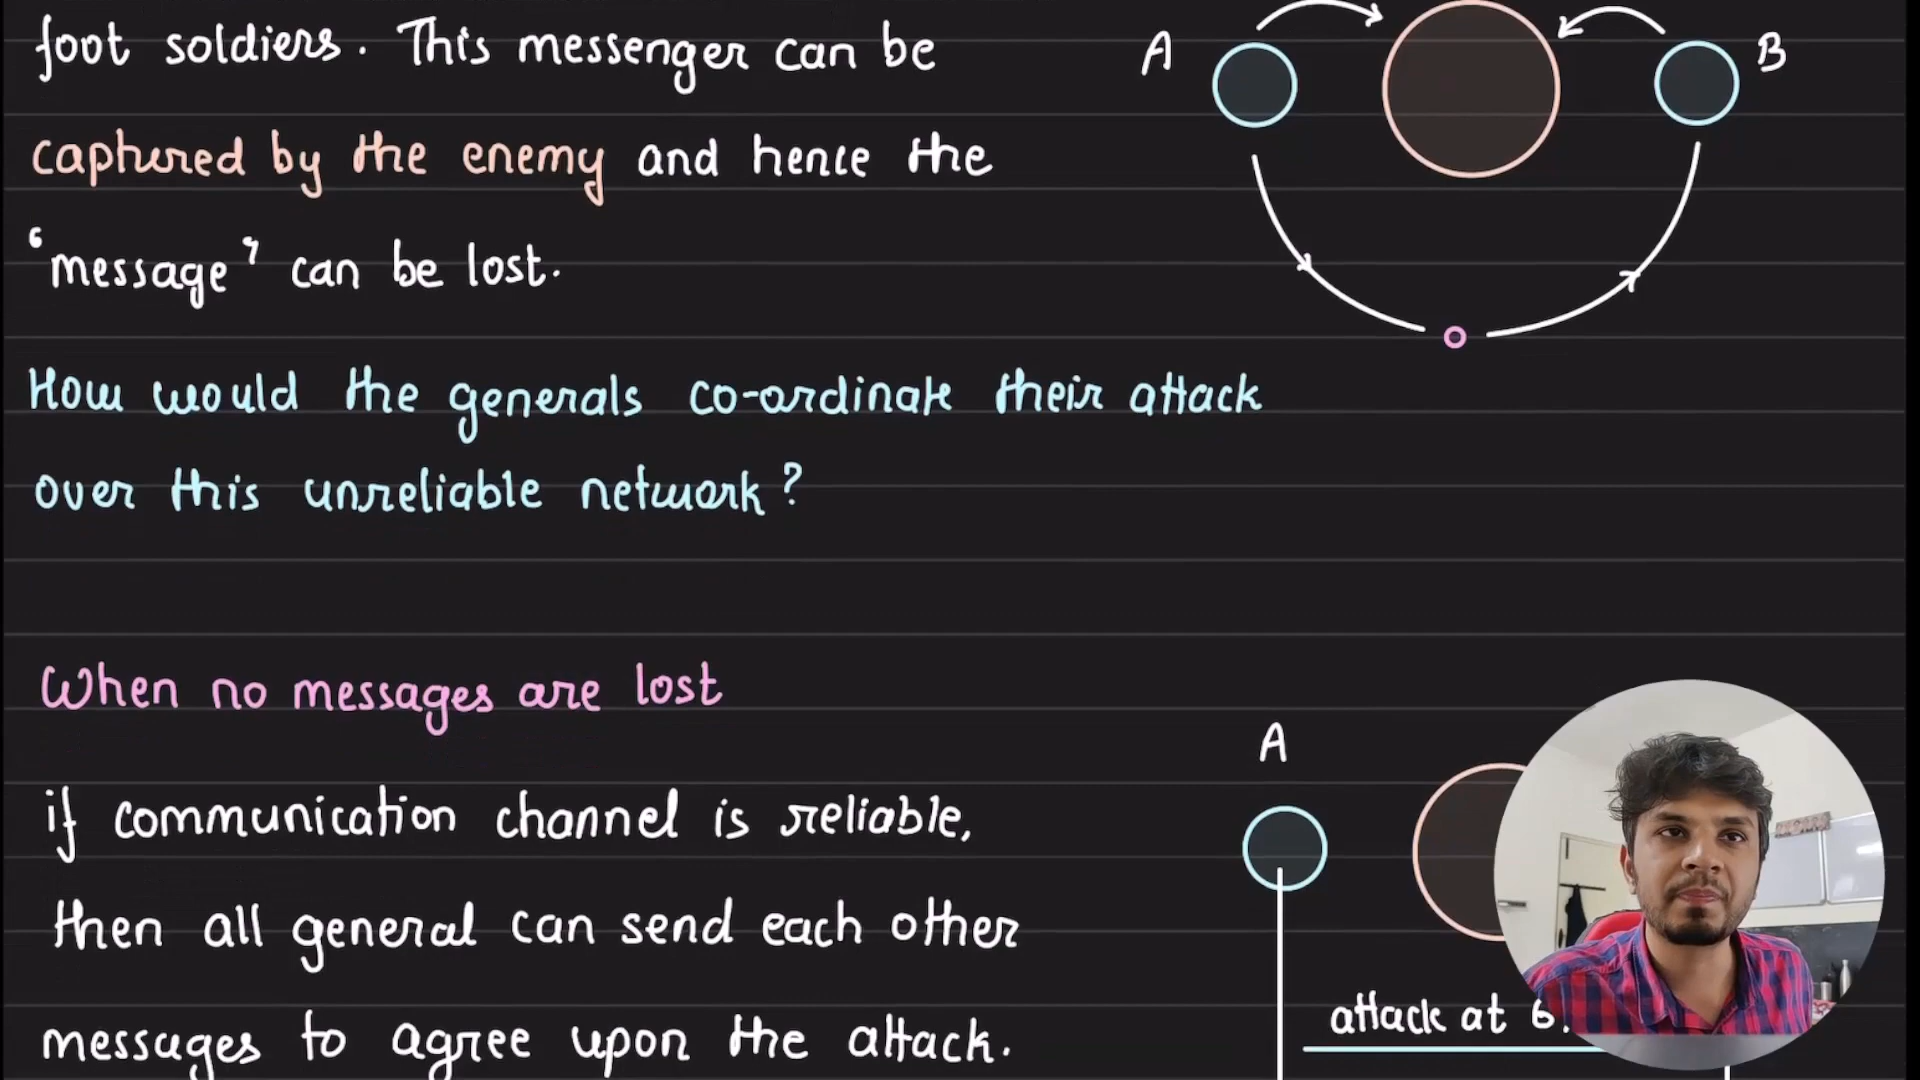 foot soldiers. This messenger can be
A
B
captured by the enemy and hence the
"message" can be lost.
How would the generals co-ordinate their attack
over this unreliable network?
When no messages are lost
A
if communication channel is reliable,
then all general can send each other
attack at 6.
messages to agree upon the attack.